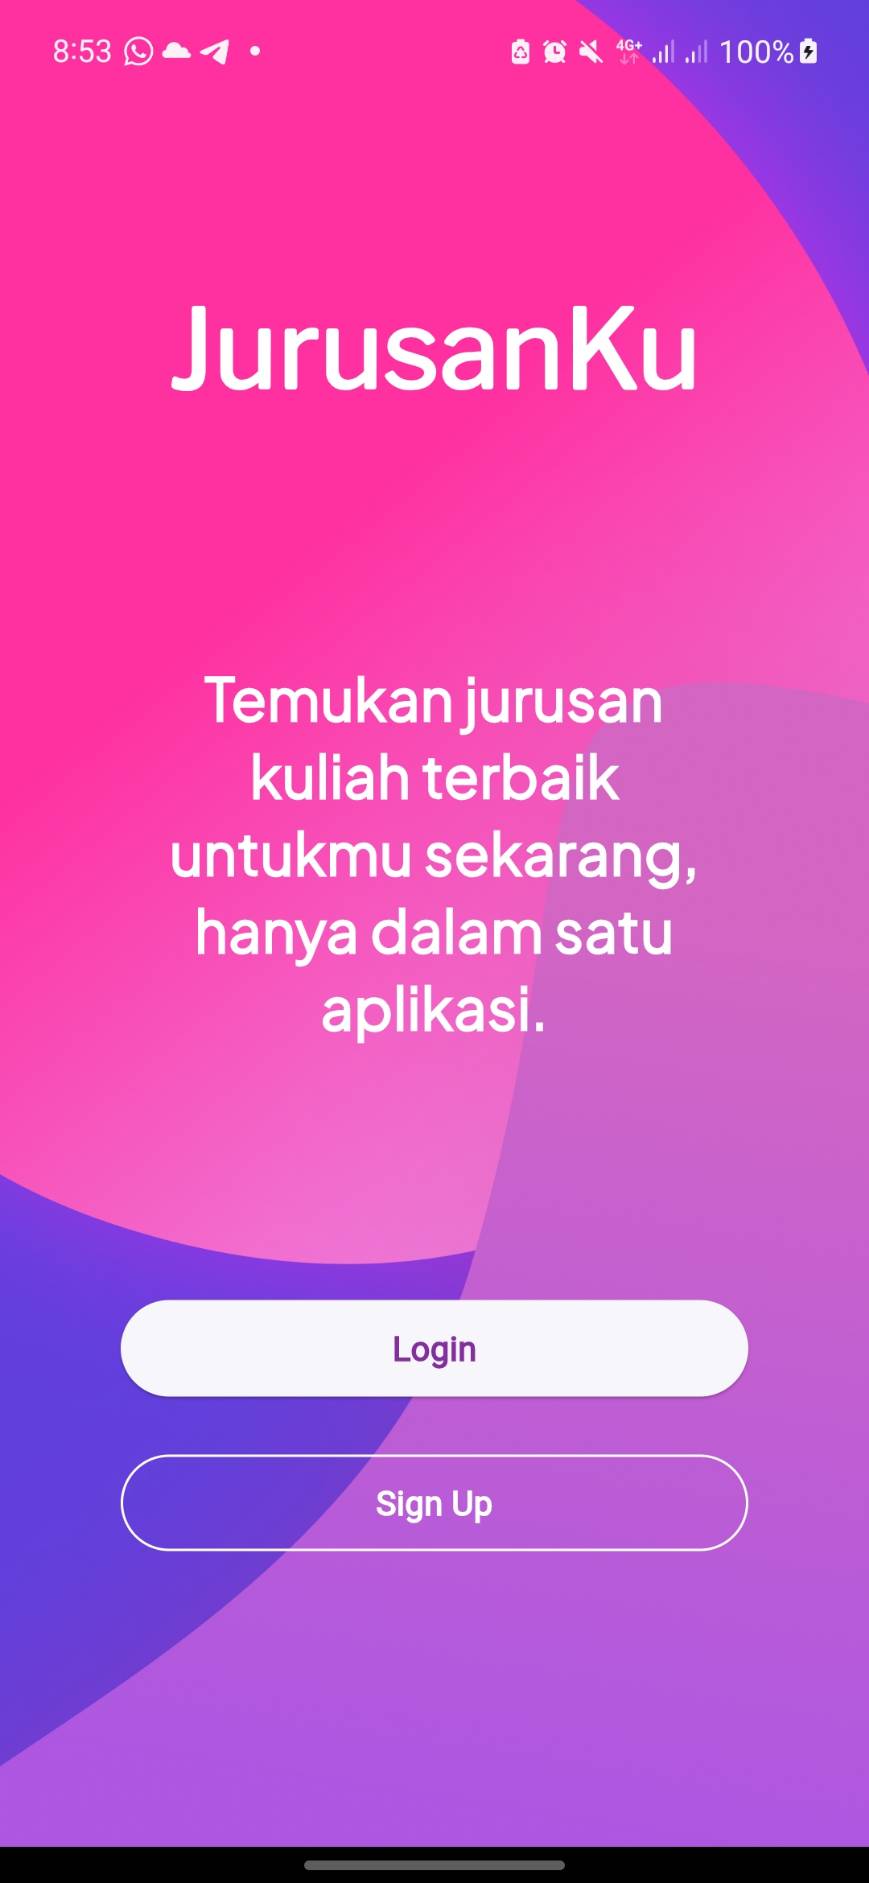 8:53 4G+ 100%
JurusanKu
Temukan jurusan
kuliah terbaik
untukmu sekarang,
hanya dalam satu
aplikasi.
Login
Sign Up